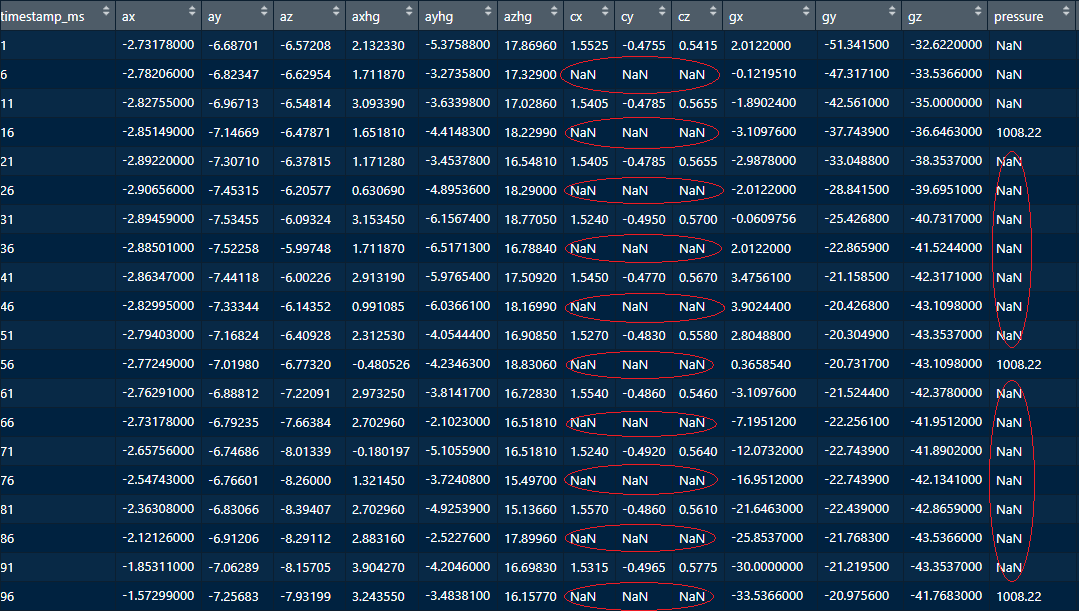 timestamp_ms ax ay az axhg ayhg azhg cx cy cz gx gy gz pressure
1 -2.73178000 -6.68701 -6.57208 2.132330 -5.3758800 17.86960 1.5525 -0.4755 0.5415 2.0122000 -51.341500 -32.6220000 NaN
6 -2.78206000 -6.82347 -6.62954 1.711870 -3.2735800 17.32900 NaN NaN NaN -0.1219510 -47.317100 -33.5366000 NaN
11 -2.82755000 -6.96713 -6.54814 3.093390 -3.6339800 17.02860 1.5405 -0.4785 0.5655 -1.8902400 -42.561000 -35.0000000 NaN
16 -2.85149000 -7.14669 -6.47871 1.651810 -4.4148300 18.22990 NaN NaN NaN -3.1097600 -37.743900 -36.6463000 1008.22
21 -2.89220000 -7.30710 -6.37815 1.171280 -3.4537800 16.54810 1.5405 -0.4785 0.5655 -2.9878000 -33.048800 -38.3537000 NaN
26 -2.90656000 -7.45315 -6.20577 0.630690 -4.8953600 18.29000 NaN NaN NaN -2.0122000 -28.841500 -39.6951000 NaN
31 -2.89459000 -7.53455 -6.09324 3.153450 -6.1567400 18.77050 1.5240 -0.4950 0.5700 -0.0609756 -25.426800 -40.7317000 NaN
36 -2.88501000 -7.52258 -5.99748 1.711870 -6.5171300 16.78840 NaN NaN NaN 2.0122000 -22.865900 -41.5244000 NaN
41 -2.86347000 -7.44118 -6.00226 2.913190 -5.9765400 17.50920 1.5450 -0.4770 0.5670 3.4756100 -21.158500 -42.3171000 NaN
46 -2.82995000 -7.33344 -6.14352 0.991085 -6.0366100 18.16990 NaN NaN NaN 3.9024400 -20.426800 -43.1098000 NaN
51 -2.79403000 -7.16824 -6.40928 2.312530 -4.0544400 16.90850 1.5270 -0.4830 0.5580 2.8048800 -20.304900 -43.3537000 NaN
56 -2.77249000 -7.01980 -6.77320 -0.480526 -4.2346300 18.83060 NaN NaN NaN 0.3658540 -20.731700 -43.1098000 1008.22
61 -2.76291000 -6.88812 -7.22091 2.973250 -3.8141700 16.72830 1.5540 -0.4860 0.5460 -3.1097600 -21.524400 -42.3780000 NaN
66 -2.73178000 -6.79235 -7.66384 2.702960 -2.1023000 16.51810 NaN NaN NaN -7.1951200 -22.256100 -41.9512000 NaN
71 -2.65756000 -6.74686 -8.01339 -0.180197 -5.1055900 16.51810 1.5240 -0.4920 0.5640 -12.0732000 -22.743900 -41.8902000 NaN
76 -2.54743000 -6.76601 -8.26000 1.321450 -3.7240800 15.49700 NaN NaN NaN -16.9512000 -22.743900 -42.1341000 NaN
81 -2.36308000 -6.83066 -8.39407 2.702960 -4.9253900 15.13660 1.5570 -0.4860 0.5610 -21.6463000 -22.439000 -42.8659000 NaN
86 -2.12126000 -6.91206 -8.29112 2.883160 -2.5227600 17.89960 NaN NaN NaN -25.8537000 -21.768300 -43.5366000 NaN
91 -1.85311000 -7.06289 -8.15705 3.904270 -4.2046000 16.69830 1.5315 -0.4965 0.5775 -30.0000000 -21.219500 -43.3537000 NaN
96 -1.57299000 -7.25683 -7.93199 3.243550 -3.4838100 16.15770 NaN NaN NaN -33.5366000 -20.975600 -41.7683000 1008.22